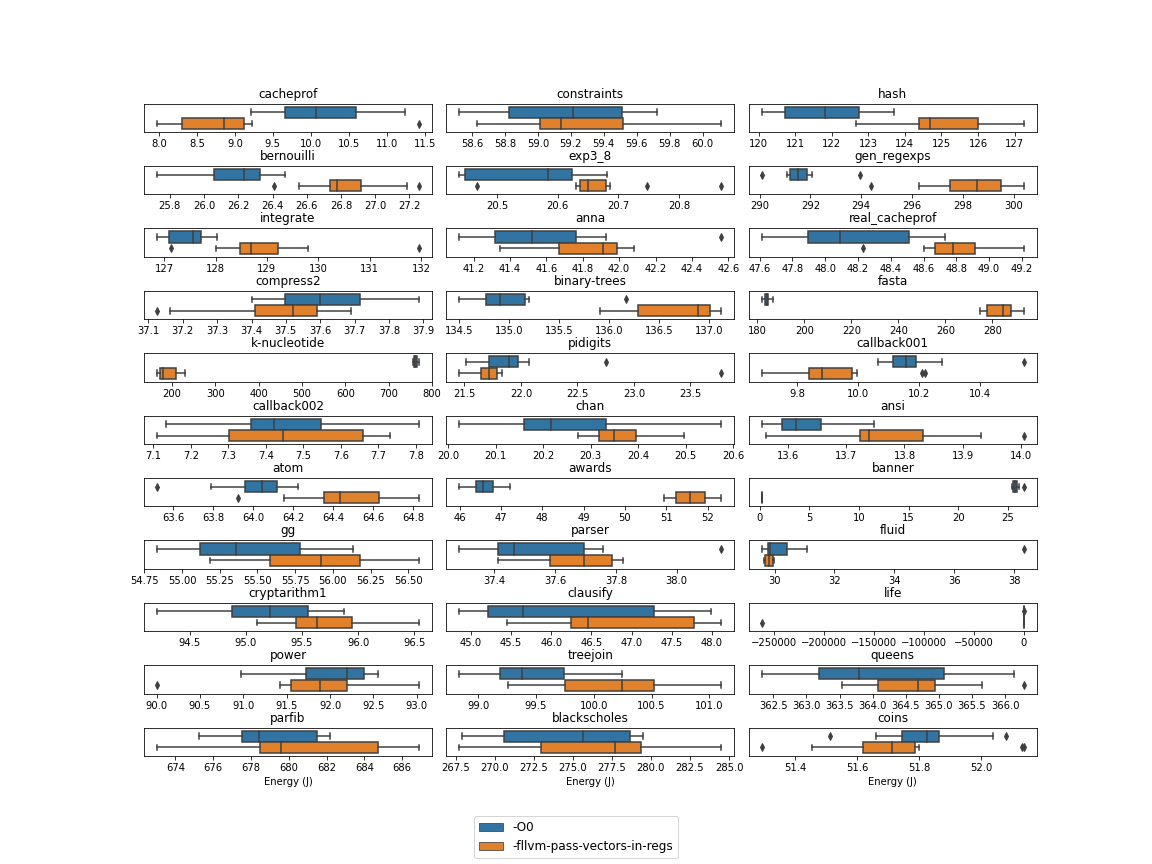 cacheprof constraints hash
8.0 8.5 9.0 9.5 10.0 10.5 11.0 11.5 58.6 58.8 59.0 59.2 59.4 59.6 59.8 60.0 120 121 122 123 124 125 126 127
bernouilli exp3_8 gen_regexps
25.8 26.0 26.2 26.4 26.6 26.8 27.0 27.2 20.5 20.6 20.7 20.8 290 292 294 296 298 300
integrate anna real_cacheprof
127 128 129 130 131 132 41.2 41.4 41.6 41.8 42.0 42.2 42.4 42.6 47.6 47.8 48.0 48.2 48.4 48.6 48.8 49.0 49.2
compress2 binary-trees fasta
37.1 37.2 37.3 37.4 37.5 37.6 37.7 37.8 37.9 134.5 135.0 135.5 136.0 136.5 137.0 180 200 220 240 260 280
k-nucleotide pidigits callback001
200 300 400 500 600 700 800 21.5 22.0 22.5 23.0 23.5 9.8 10.0 10.2 10.4
callback002 chan ansi
7.1 7.2 7.3 7.4 7.5 7.6 7.7 7.8 20.0 20.1 20.2 20.3 20.4 20.5 20.6 13.6 13.7 13.8 13.9 14.0
atom awards banner
63.6 63.8 64.0 64.2 64.4 64.6 64.8 46 47 48 49 50 51 52 0 5 10 15 20 25
gg parser fluid
54.75 55.00 55.25 55.50 55.75 56.00 56.25 56.50 37.4 37.6 37.8 38.0 30 32 34 36 38
cryptarithm1 clausify life
94.5 95.0 95.5 96.0 96.5 45.0 45.5 46.0 46.5 47.0 47.5 48.0 −250000 −200000 −150000 −100000 −50000 0
power treejoin queens
90.0 90.5 91.0 91.5 92.0 92.5 93.0 99.0 99.5 100.0 100.5 101.0 362.5 363.0 363.5 364.0 364.5 365.0 365.5 366.0
parfib blackscholes coins
674 676 678 680 682 684 686 267.5 270.0 272.5 275.0 277.5 280.0 282.5 285.0 51.4 51.6 51.8 52.0
Energy (J) Energy (J) Energy (J)
-O0
-fllvm-pass-vectors-in-regs